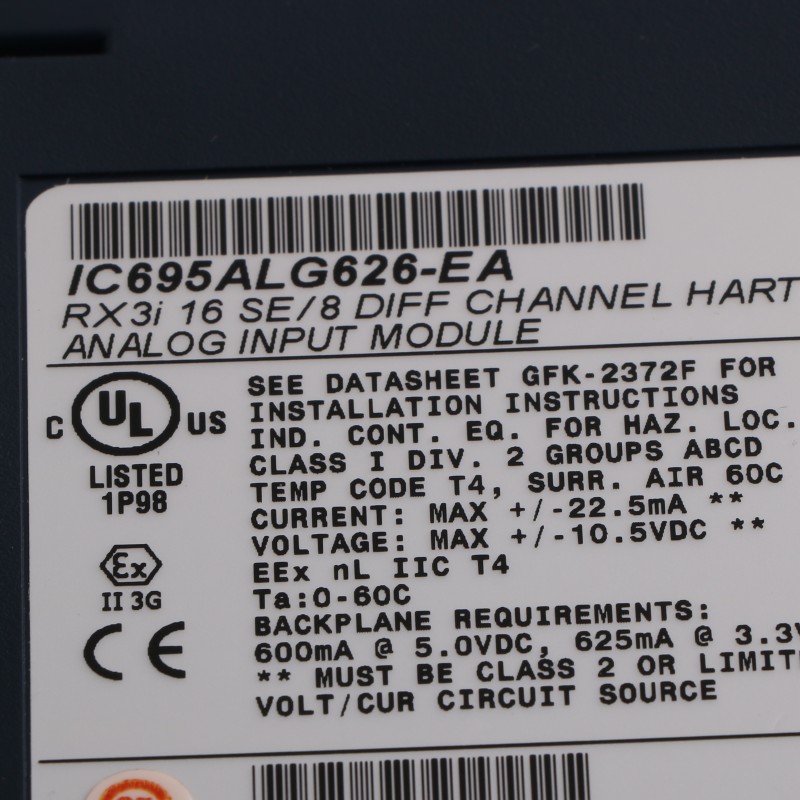 IC695ALG626-EA
RX3i 16 SE/8 DIFF CHANNEL HART
ANALOG INPUT MODULE
C UL US
LISTED
1P98
Ex
II 3G
CE
SEE DATASHEET GFK-2372F FOR
INSTALLATION INSTRUCTIONS
IND. CONT. EQ. FOR HAZ. LOC.
CLASS I DIV. 2 GROUPS ABCD
TEMP CODE T4, SURR. AIR 60C
CURRENT: MAX +/-22.5mA **
VOLTAGE: MAX +/-10.5VDC **
EEx nL IIC T4
Ta:0-60C
BACKPLANE REQUIREMENTS:
600mA @ 5.0VDC, 625mA @ 3.3V
** MUST BE CLASS 2 OR LIMIT
VOLT/CUR CIRCUIT SOURCE